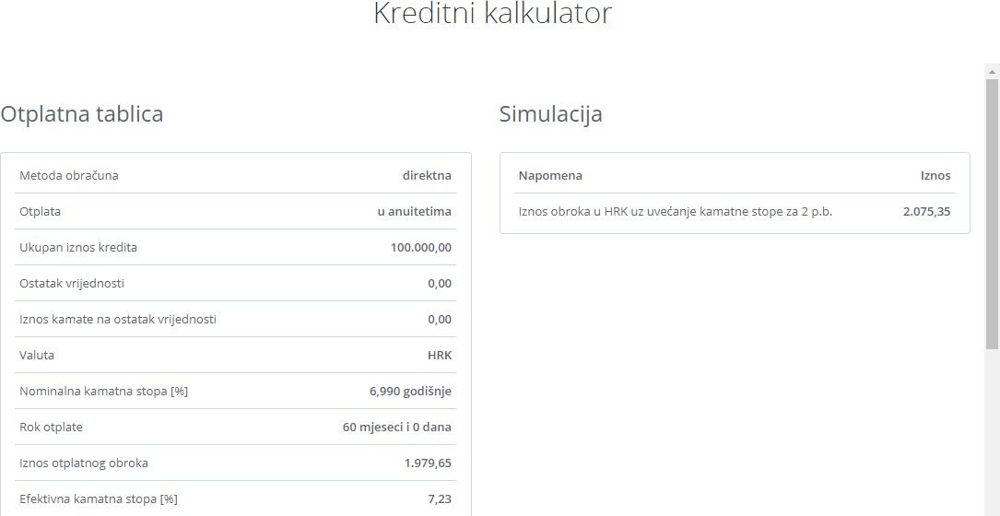 Kreditni kalkulator
Otplatna tablica
Metoda obračuna direktna
Otplata u anuitetima
Ukupan iznos kredita 100.000,00
Ostatak vrijednosti 0,00
Iznos kamate na ostatak vrijednosti 0,00
Valuta HRK
Nominalna kamatna stopa [%] 6,990 godišnje
Rok otplate 60 mjeseci i 0 dana
Iznos otplatnog obroka 1.979,65
Efektivna kamatna stopa [%] 7,23
Simulacija
Napomena Iznos
Iznos obroka u HRK uz uvećanje kamatne stope za 2 p.b. 2.075,35